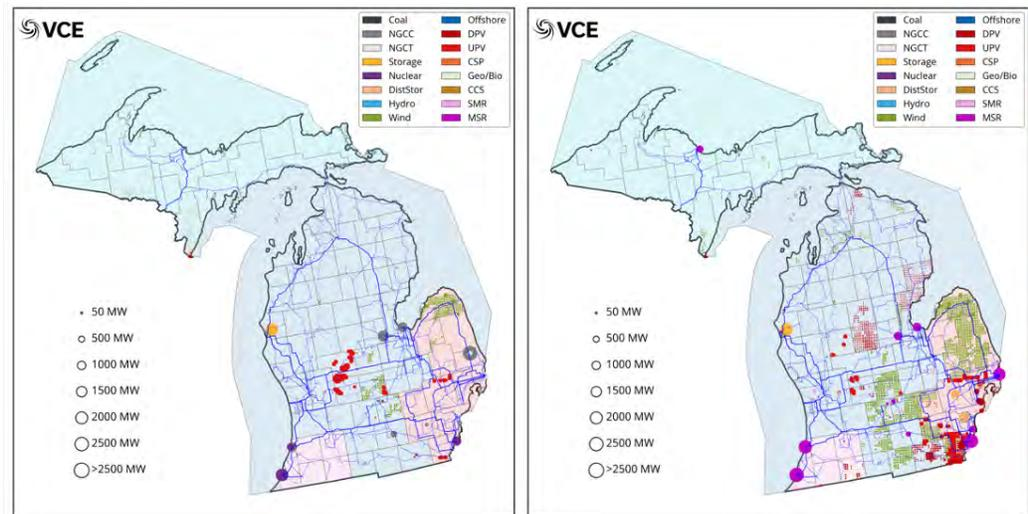 VCE
Coal Offshore
NGCC DPV
NGCT UPV
Storage CSP
Nuclear Geo/Bio
DistStor CCS
Hydro SMR
Wind MSR
50 MW
500 MW
1000 MW
1500 MW
2000 MW
2500 MW
>2500 MW
VCE
Coal Offshore
NGCC DPV
NGCT UPV
Storage CSP
Nuclear Geo/Bio
DistStor CCS
Hydro SMR
Wind MSR
50 MW
500 MW
1000 MW
1500 MW
2000 MW
2500 MW
>2500 MW